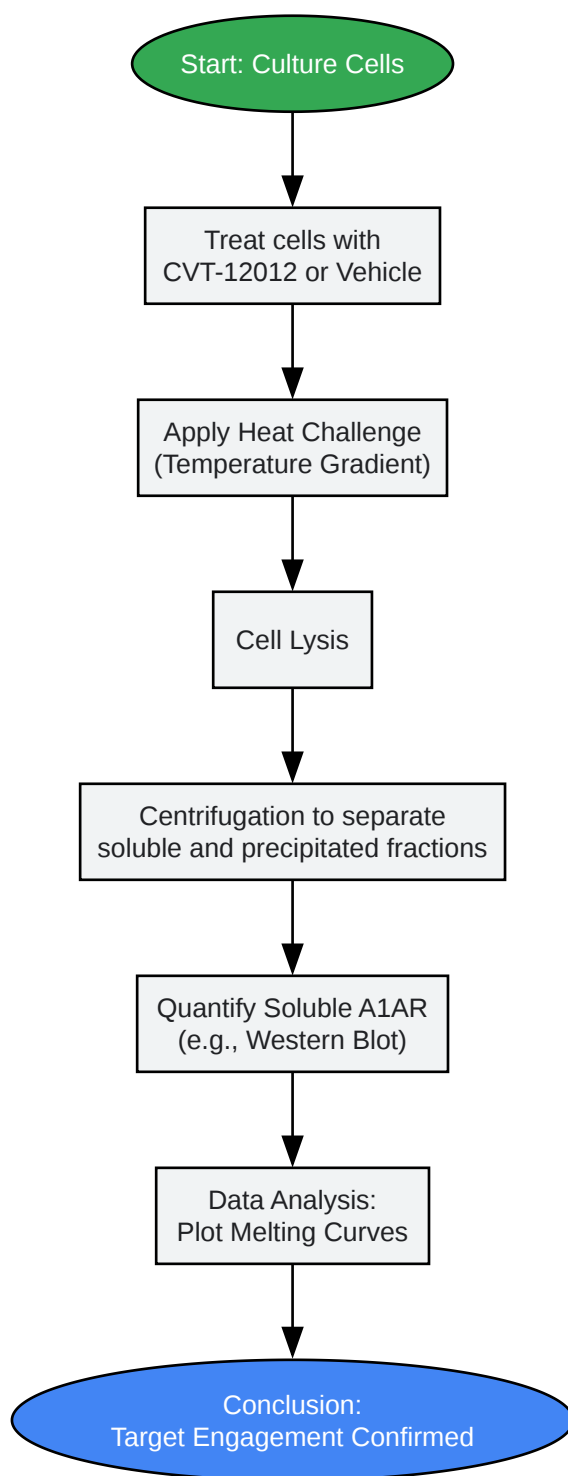 Start: Culture Cells
Treat cells with
CVT-12012 or Vehicle
Apply Heat Challenge
(Temperature Gradient)
Cell Lysis
Centrifugation to separate
soluble and precipitated fractions
Quantify Soluble A1AR
(e.g., Western Blot)
Data Analysis:
Plot Melting Curves
Conclusion:
Target Engagement Confirmed